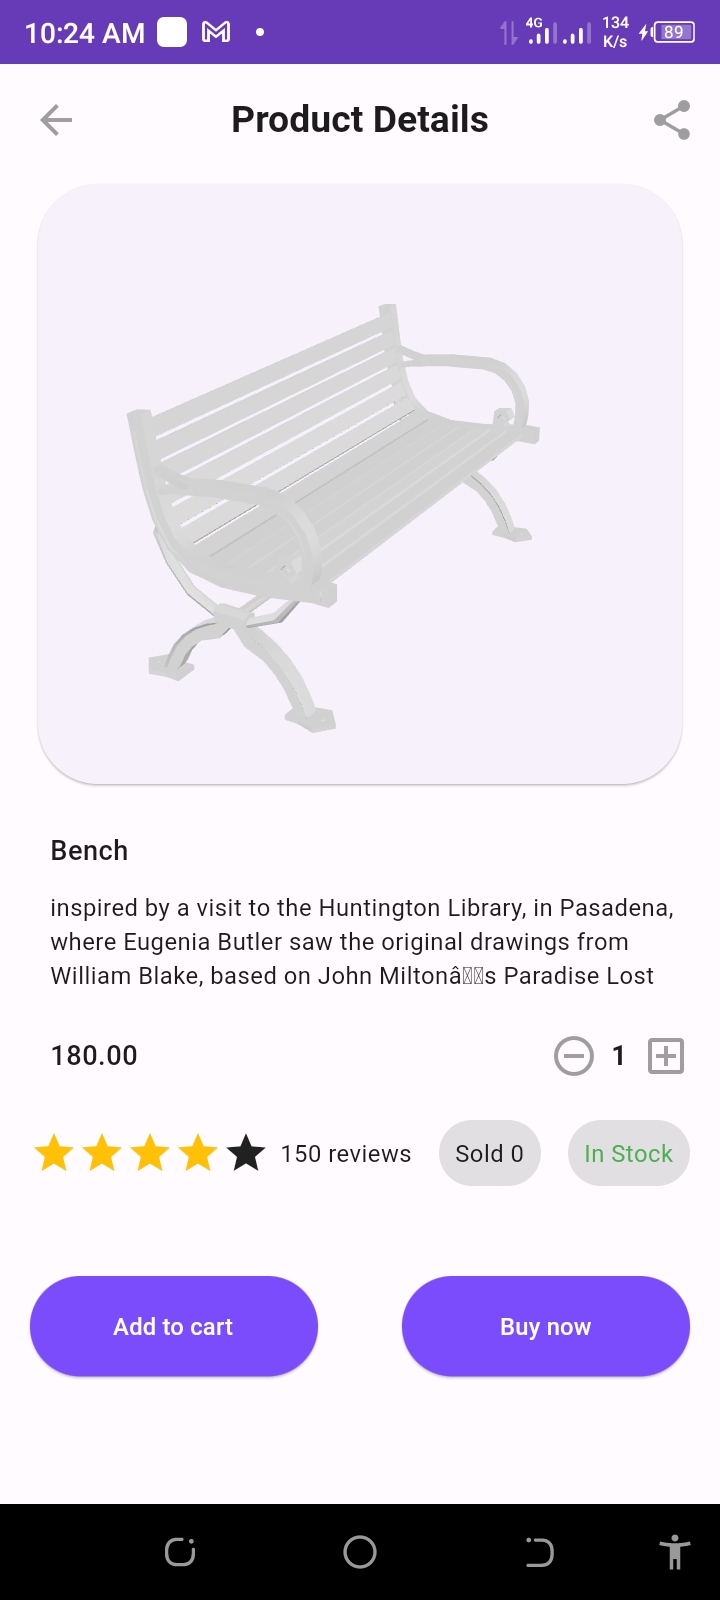 10:24 AM
4G
134
K/s
89
Product Details
Bench
inspired by a visit to the Huntington Library, in Pasadena,
where Eugenia Butler saw the original drawings from
William Blake, based on John Miltonâ▯▯s Paradise Lost
180.00
1
150 reviews
Sold 0
In Stock
Add to cart
Buy now